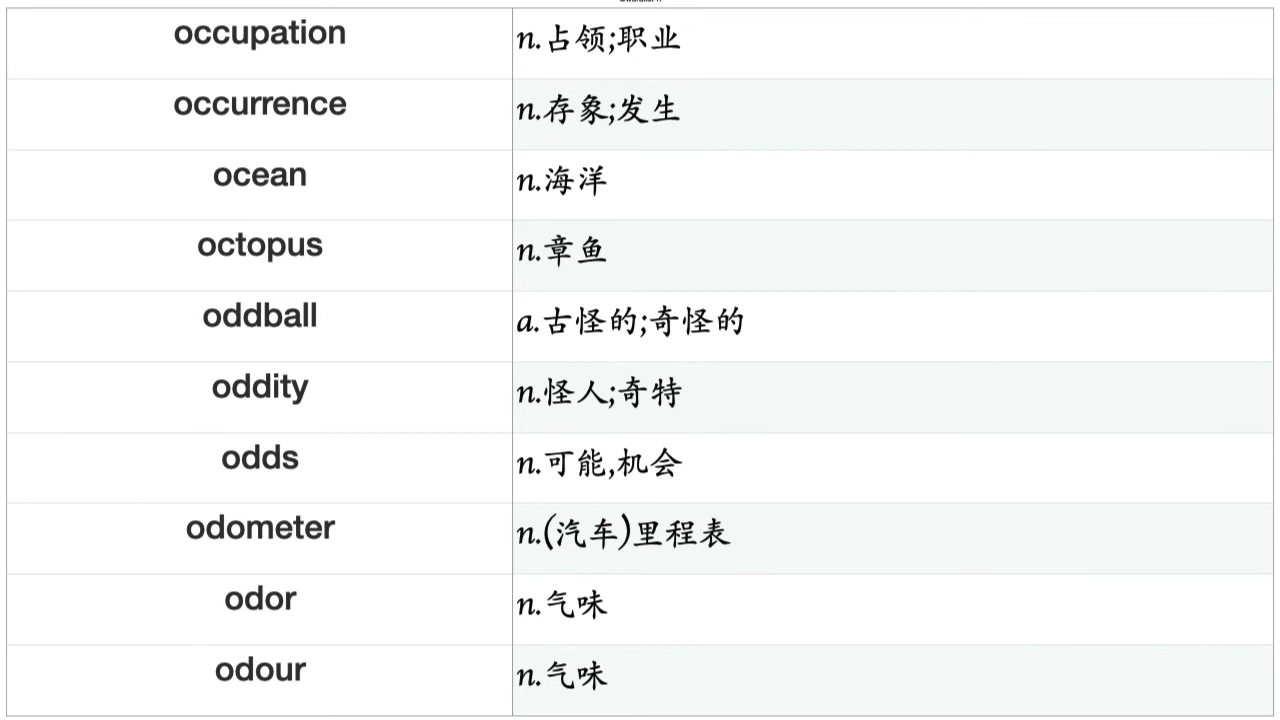 occupation n.占领;职业
occurrence n.存象;发生
ocean n.海洋
octopus n.章鱼
oddball a.古怪的;奇怪的
oddity n.怪人;奇特
odds n.可能,机会
odometer n.(汽车)里程表
odor n.气味
odour n.气味